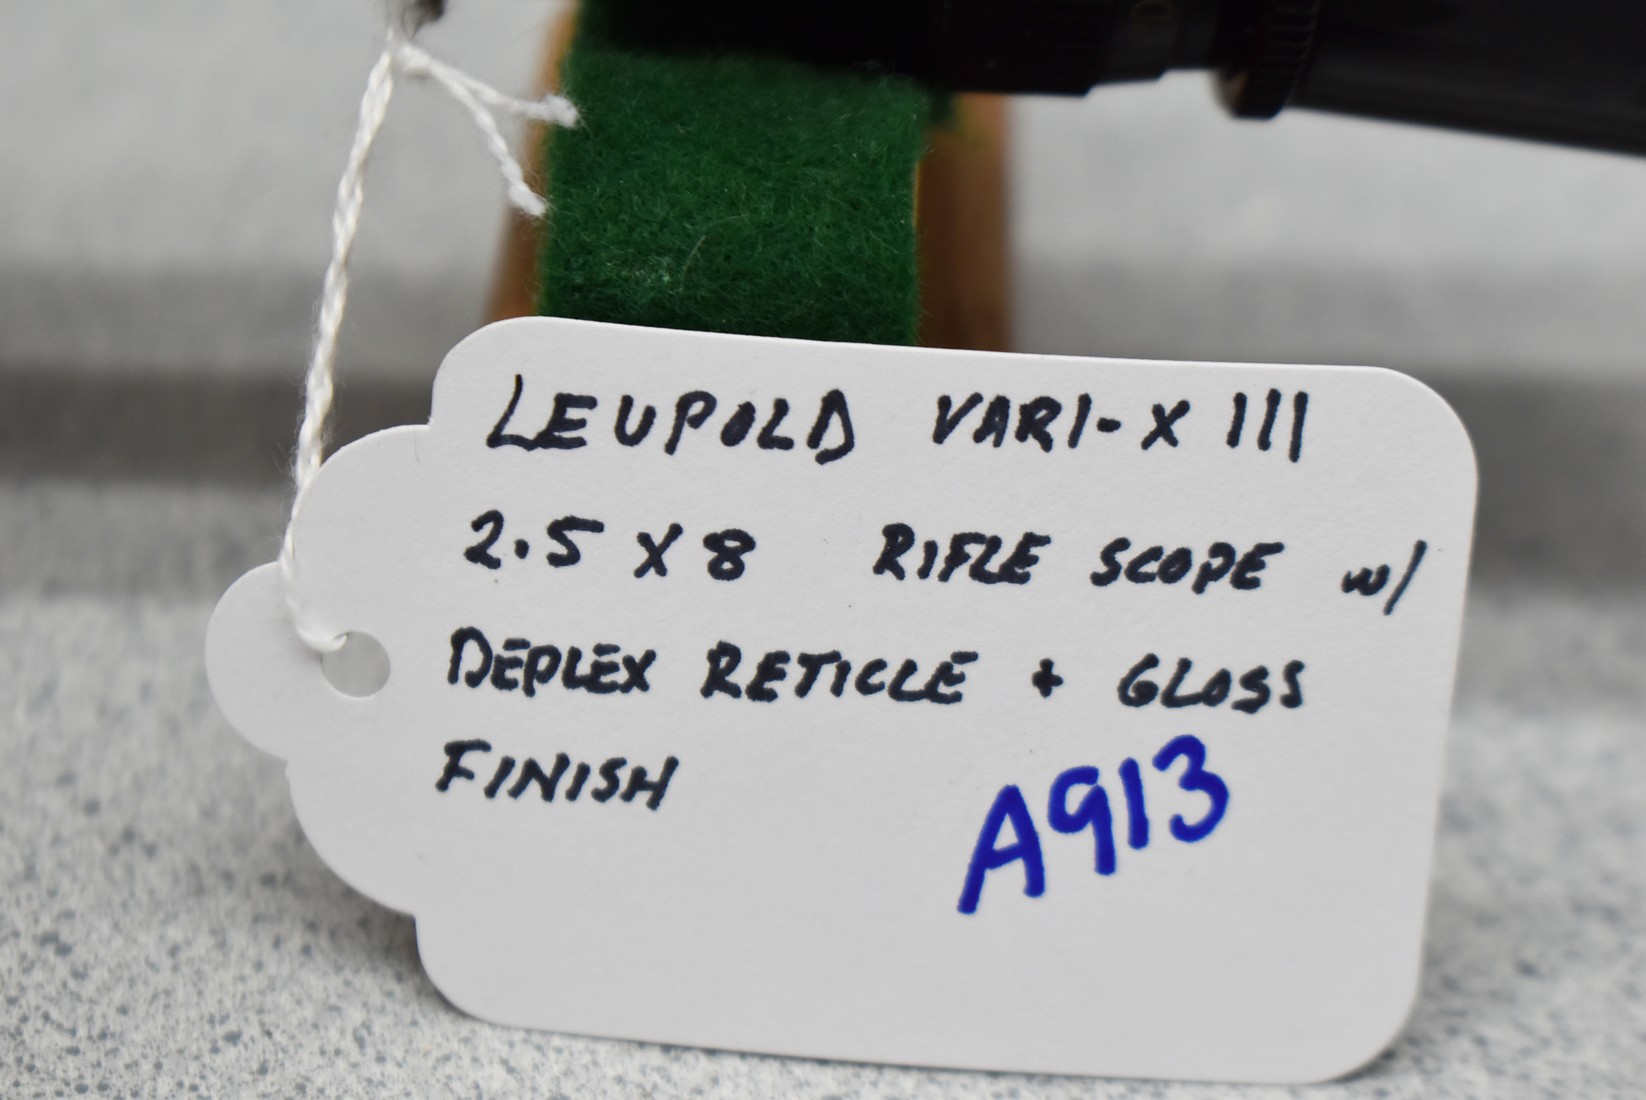 LEUPOLD VARI-X III
2.5 X 8 RIFLE SCOPE w/
DEPLEX RETICLE + GLOSS
FINISH
A913